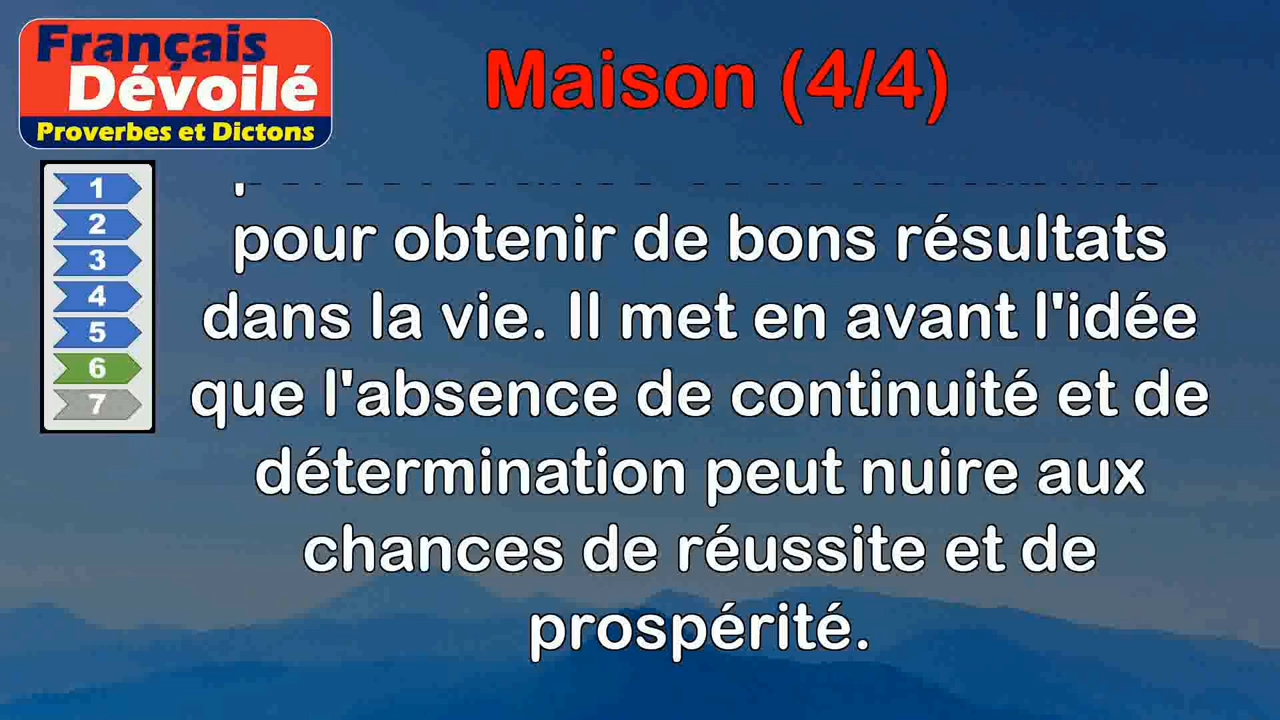 Français
Dévoilé
Proverbes et Dictons
Maison (4/4)
1
2
3
4
5
6
7
pour obtenir de bons résultats
dans la vie. Il met en avant l'idée
que l'absence de continuité et de
détermination peut nuire aux
chances de réussite et de
prospérité.